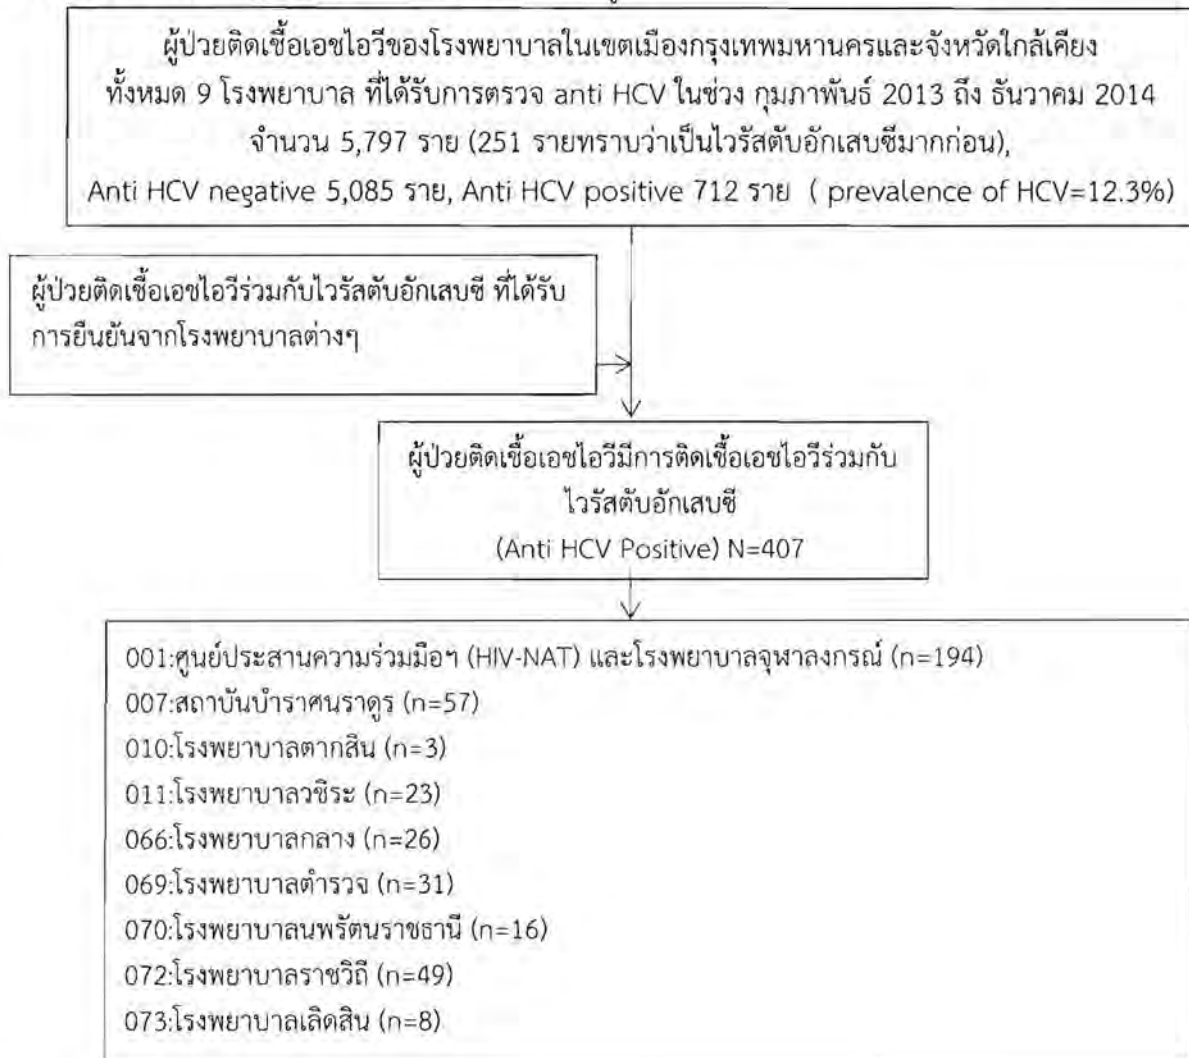 ผู้ป่วยติดเชื้อเอชไอวีของโรงพยาบาลในเขตเมืองกรุงเทพมหานครและจังหวัดใกล้เคียง
ทั้งหมด 9 โรงพยาบาล ที่ได้รับการตรวจ anti HCV ในช่วง กุมภาพันธ์ 2013 ถึง ธันวาคม 2014
จำนวน 5,797 ราย (251 รายทราบว่าเป็นไวรัสตับอักเสบซีมาก่อน),
Anti HCV negative 5,085 ราย, Anti HCV positive 712 ราย ( prevalence of HCV=12.3%)
ผู้ป่วยติดเชื้อเอชไอวีร่วมกับไวรัสตับอักเสบซี ที่ได้รับ
การยืนยันจากโรงพยาบาลต่างๆ
ผู้ป่วยติดเชื้อเอชไอวีมีการติดเชื้อเอชไอวีร่วมกับ
ไวรัสตับอักเสบซี
(Anti HCV Positive) N=407
001:ศูนย์ประสานความร่วมมือฯ (HIV-NAT) และโรงพยาบาลจุฬาลงกรณ์ (n=194)
007:สถาบันบำราศนราดูร (n=57)
010:โรงพยาบาลตากสิน (n=3)
011:โรงพยาบาลวชิระ (n=23)
066:โรงพยาบาลกลาง (n=26)
069:โรงพยาบาลตำรวจ (n=31)
070:โรงพยาบาลนพรัตนราชธานี (n=16)
072:โรงพยาบาลราชวิถี (n=49)
073:โรงพยาบาลเลิดสิน (n=8)